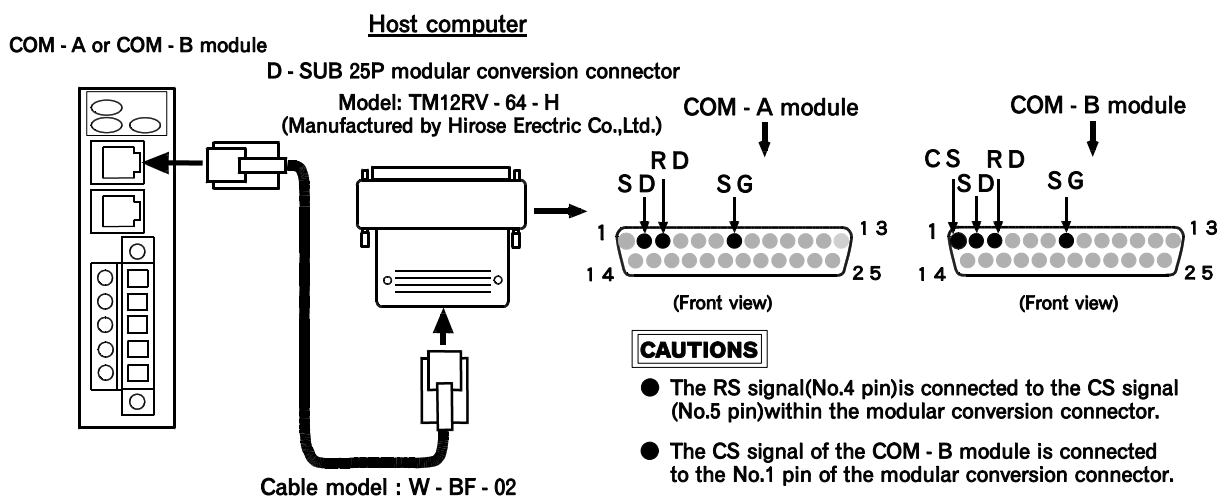 Host computer
COM - A or COM - B module
D - SUB 25P modular conversion connector
Model: TM12RV - 64 - H
(Manufactured by Hirose Erectric Co.,Ltd.)
COM - A module
COM - B module
R D
S D
S G
C S
R D
S D
S G
1
1 3
1 4
2 5
1
1 3
1 4
2 5
(Front view)
(Front view)
CAUTIONS
● The RS signal(No.4 pin)is connected to the CS signal
(No.5 pin)within the modular conversion connector.
● The CS signal of the COM - B module is connected
to the No.1 pin of the modular conversion connector.
Cable model : W - BF - 02